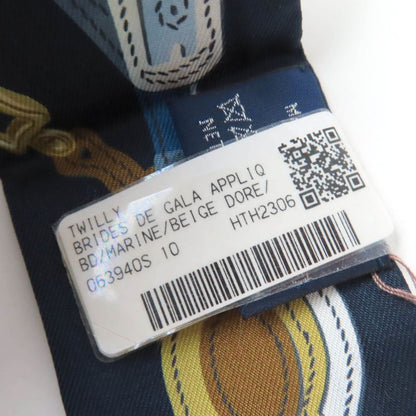 TWILLY
BRIDES DE GALA APPLIQ
BD/MARINE/BEIGE DORE/
063940S 10
HTH2306